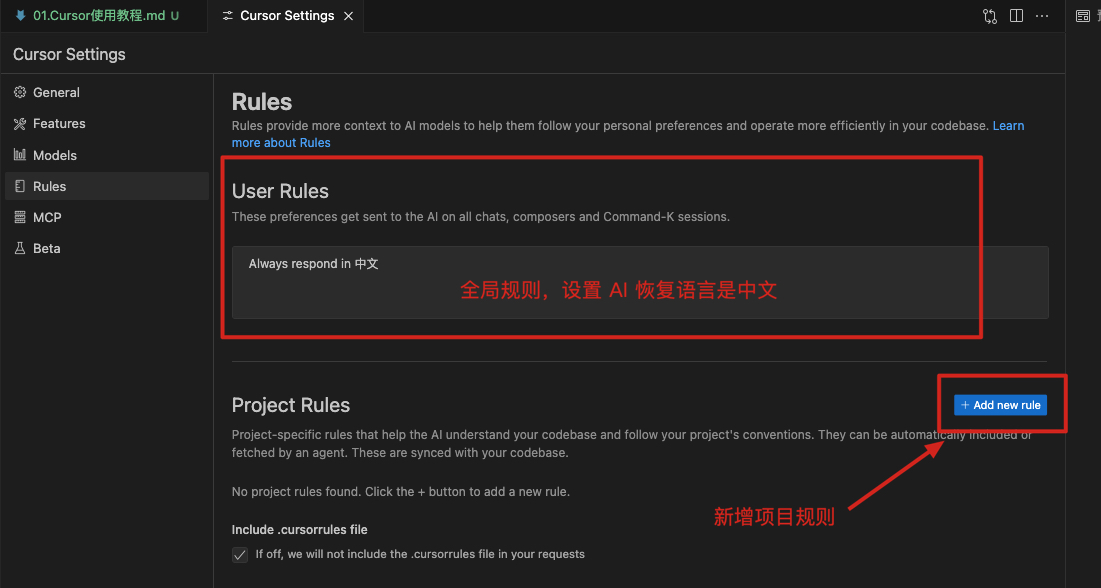 01.Cursor使用教程.md U
Cursor Settings
Cursor Settings
General
Features
Models
Rules
MCP
Beta
Rules
Rules provide more context to AI models to help them follow your personal preferences and operate more efficiently in your codebase. Learn
more about Rules
User Rules
These preferences get sent to the AI on all chats, composers and Command-K sessions.
Always respond in 中文
全局规则，设置 AI 恢复语言是中文
Project Rules
+ Add new rule
Project-specific rules that help the AI understand your codebase and follow your project's conventions. They can be automatically included or
fetched by an agent. These are synced with your codebase.
No project rules found. Click the + button to add a new rule.
新增项目规则
Include .cursorrules file
If off, we will not include the .cursorrules file in your requests